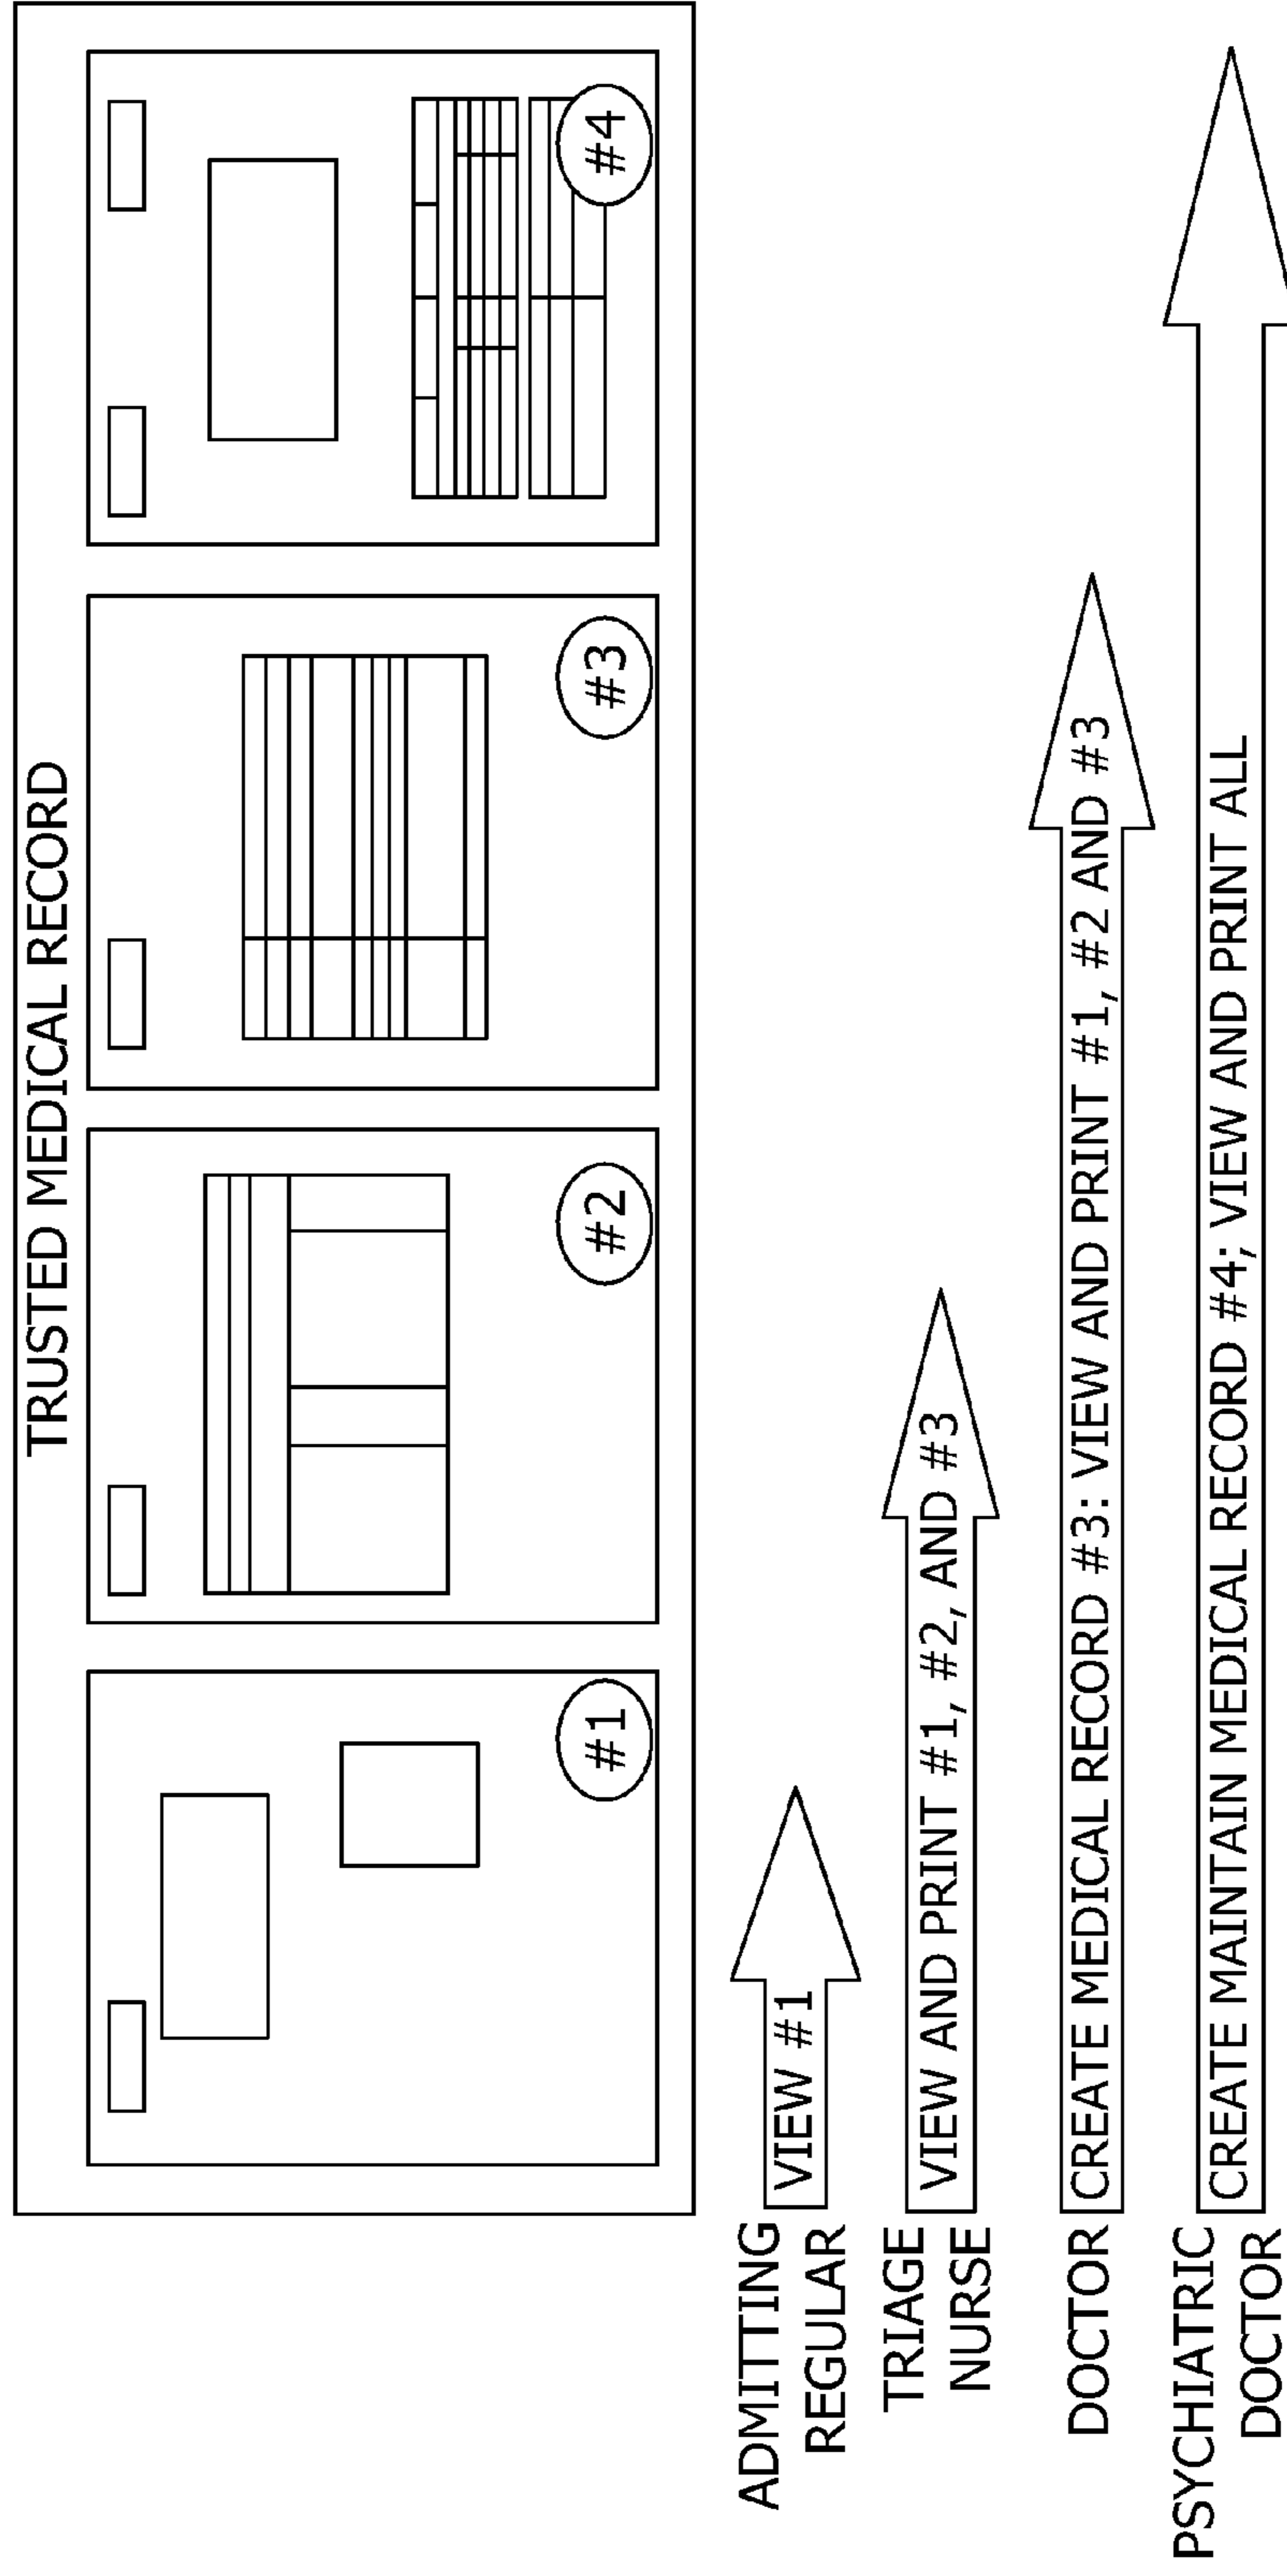 TRUSTED MEDICAL RECORD
#1
#2
#3
#4
ADMITTING
REGULAR
VIEW #1
TRIAGE
NURSE
VIEW AND PRINT #1, #2, AND #3
DOCTOR
CREATE MEDICAL RECORD #3: VIEW AND PRINT #1, #2 AND #3
PSYCHIATRIC
DOCTOR
CREATE MAINTAIN MEDICAL RECORD #4; VIEW AND PRINT ALL